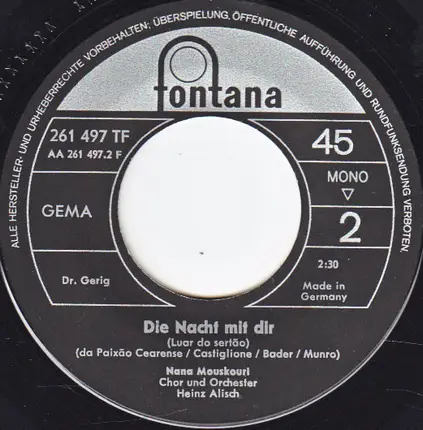 ALLE HERSTELLER- UND URHEBERRECHTE VORBEHALTEN; ÜBERSPIELUNG, ÖFFENTLICHE AUFFÜHRUNG UND RUNDFUNKSENDUNG VERBOTEN.
fontana
261 497 TF
AA 261 497.2 F
45
MONO
GEMA
2
2:30
Dr. Gerig
Made in
Germany
Die Nacht mit dir
(Luar do sertão)
(da Paixão Cearense / Castiglione / Bader / Munro)
Nana Mouskouri
Chor und Orchester
Heinz Alisch